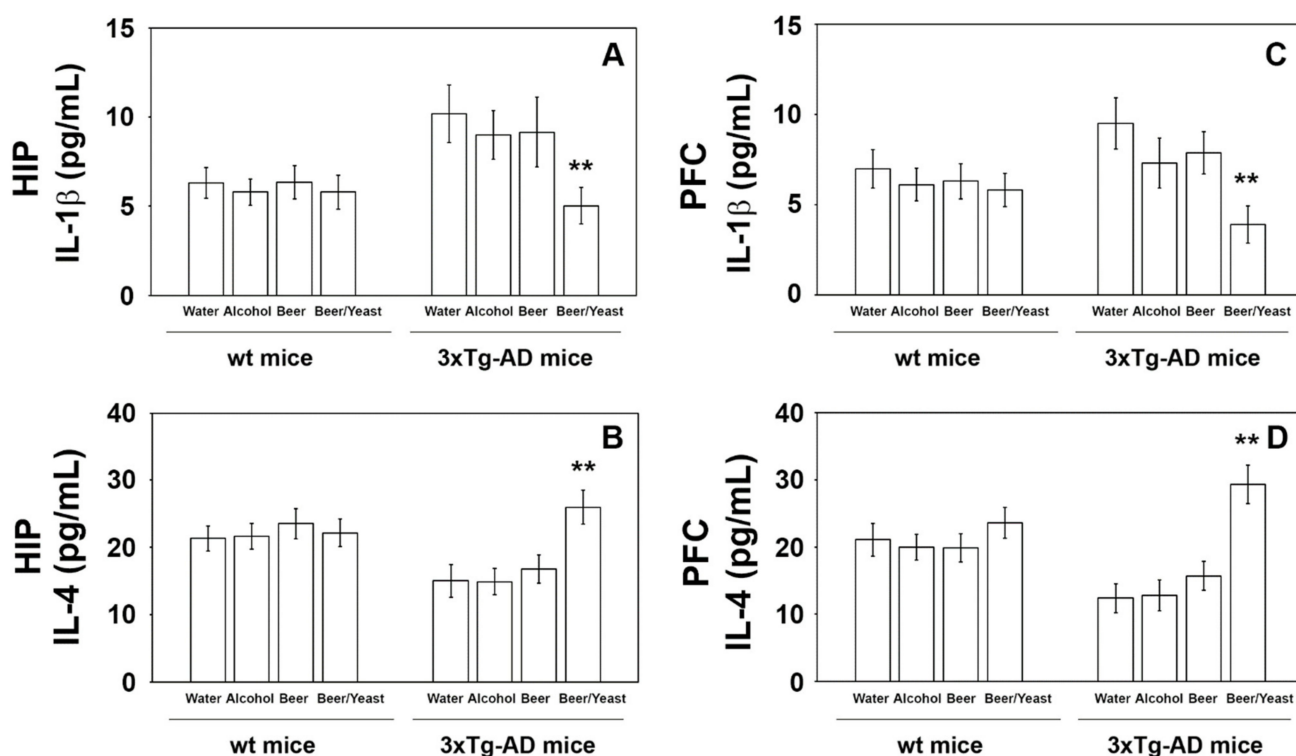 HIP
IL-1β (pg/mL)
15
10
5
0
A
**
Water Alcohol Beer Beer/Yeast Water Alcohol Beer Beer/Yeast
wt mice 3xTg-AD mice
PFC
IL-1β (pg/mL)
15
10
5
0
C
**
Water Alcohol Beer Beer/Yeast Water Alcohol Beer Beer/Yeast
wt mice 3xTg-AD mice
HIP
IL-4 (pg/mL)
40
30
20
10
0
B
**
Water Alcohol Beer Beer/Yeast Water Alcohol Beer Beer/Yeast
wt mice 3xTg-AD mice
PFC
IL-4 (pg/mL)
40
30
20
10
0
** D
Water Alcohol Beer Beer/Yeast Water Alcohol Beer Beer/Yeast
wt mice 3xTg-AD mice